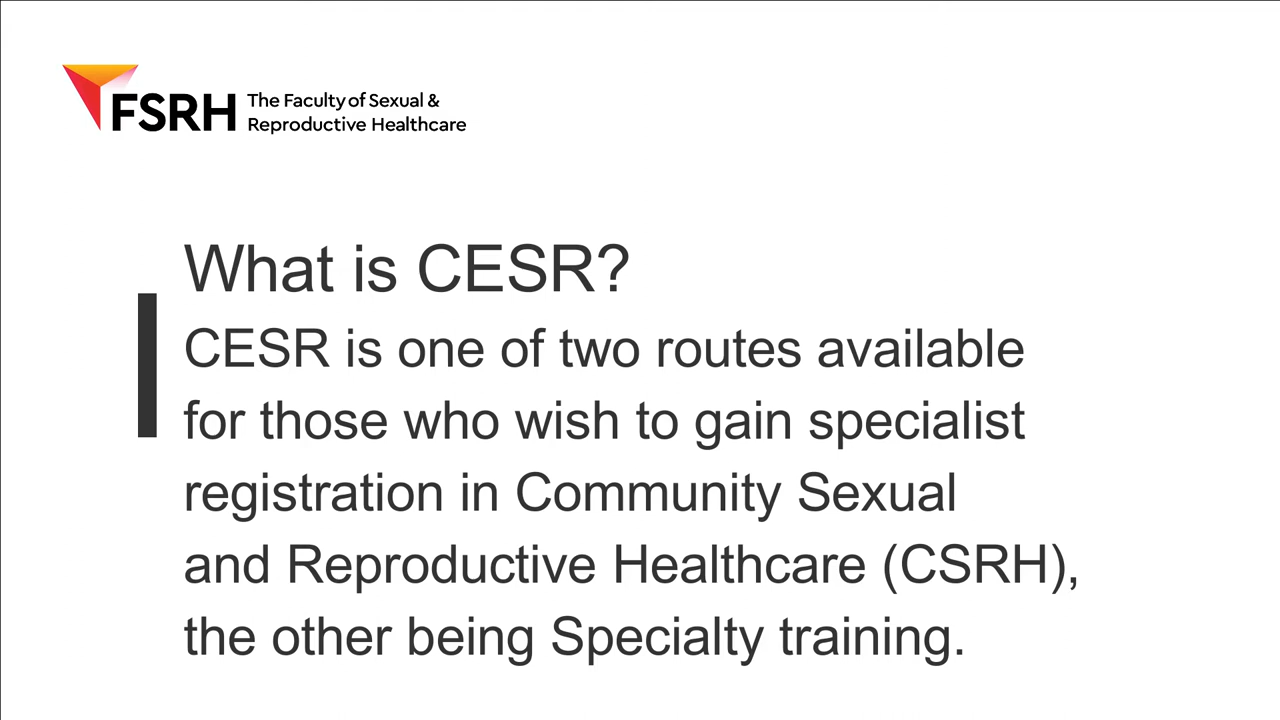 FSRH The Faculty of Sexual &
Reproductive Healthcare
What is CESR?
CESR is one of two routes available
for those who wish to gain specialist
registration in Community Sexual
and Reproductive Healthcare (CSRH),
the other being Specialty training.